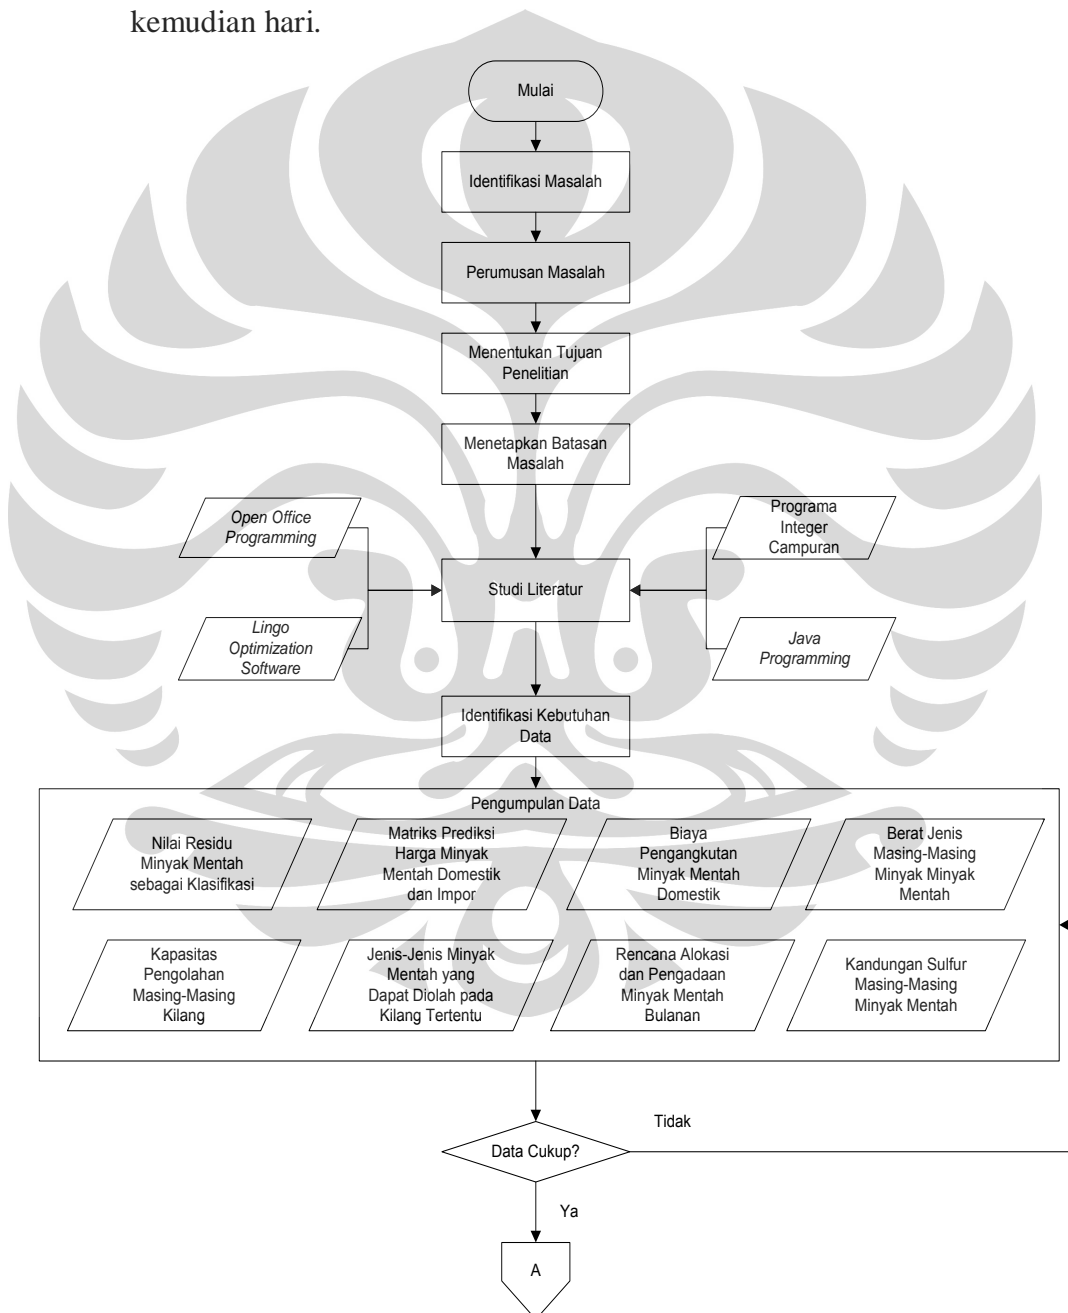 kemudian hari.
Mulai
Identifikasi Masalah
Perumusan Masalah
Menentukan Tujuan
Penelitian
Menetapkan Batasan
Masalah
Open Office
Programming
Programa
Integer
Campuran
Studi Literatur
Lingo
Optimization
Software
Java
Programming
Identifikasi Kebutuhan
Data
Pengumpulan Data
Nilai Residu
Minyak Mentah
sebagai Klasifikasi
Matriks Prediksi
Harga Minyak
Mentah Domestik
dan Impor
Biaya
Pengangkutan
Minyak Mentah
Domestik
Berat Jenis
Masing-Masing
Minyak Minyak
Mentah
Kapasitas
Pengolahan
Masing-Masing
Kilang
Jenis-Jenis Minyak
Mentah yang
Dapat Diolah pada
Kilang Tertentu
Rencana Alokasi
dan Pengadaan
Minyak Mentah
Bulanan
Kandungan Sulfur
Masing-Masing
Minyak Mentah
Data Cukup?
Tidak
Ya
A